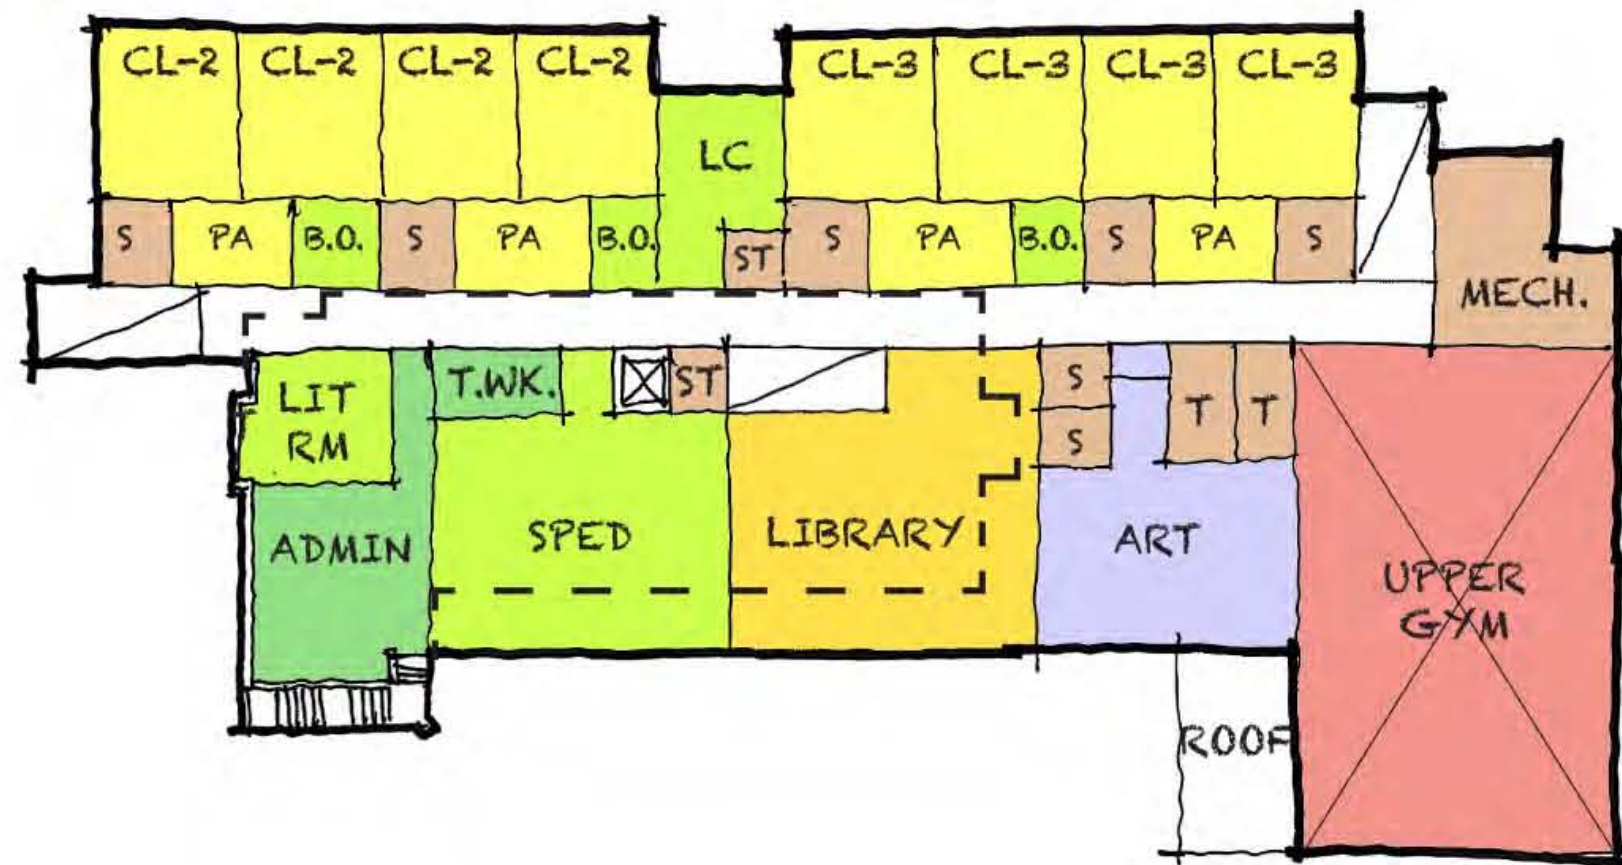 CL-2 CL-2 CL-2 CL-2 CL-3 CL-3 CL-3 CL-3
LC
S PA B.O. S PA B.O. ST S PA B.O. S PA S
MECH.
LIT
RM
T.WK.
ST
S
S
T T
ADMIN
SPED
LIBRARY
ART
UPPER
GYM
ROOF